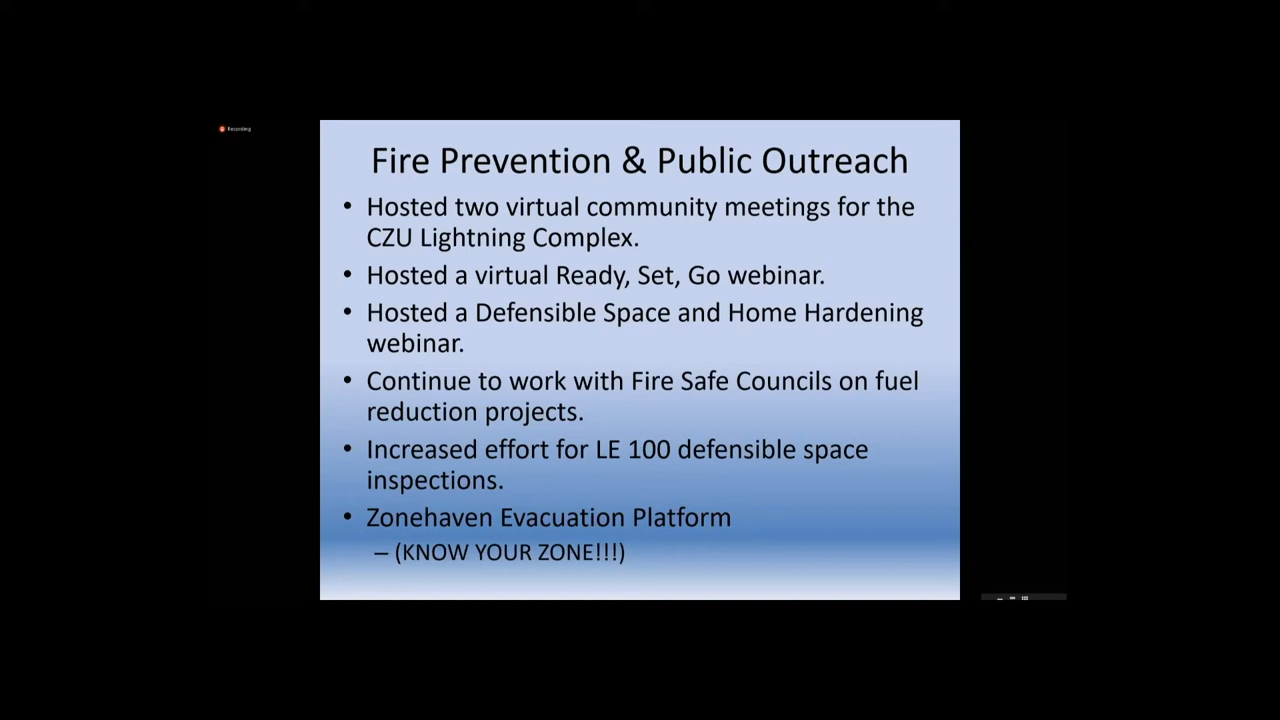 Recording
Fire Prevention & Public Outreach
• Hosted two virtual community meetings for the
CZU Lightning Complex.
• Hosted a virtual Ready, Set, Go webinar.
• Hosted a Defensible Space and Home Hardening
webinar.
• Continue to work with Fire Safe Councils on fuel
reduction projects.
• Increased effort for LE 100 defensible space
inspections.
• Zonehaven Evacuation Platform
– (KNOW YOUR ZONE!!!)